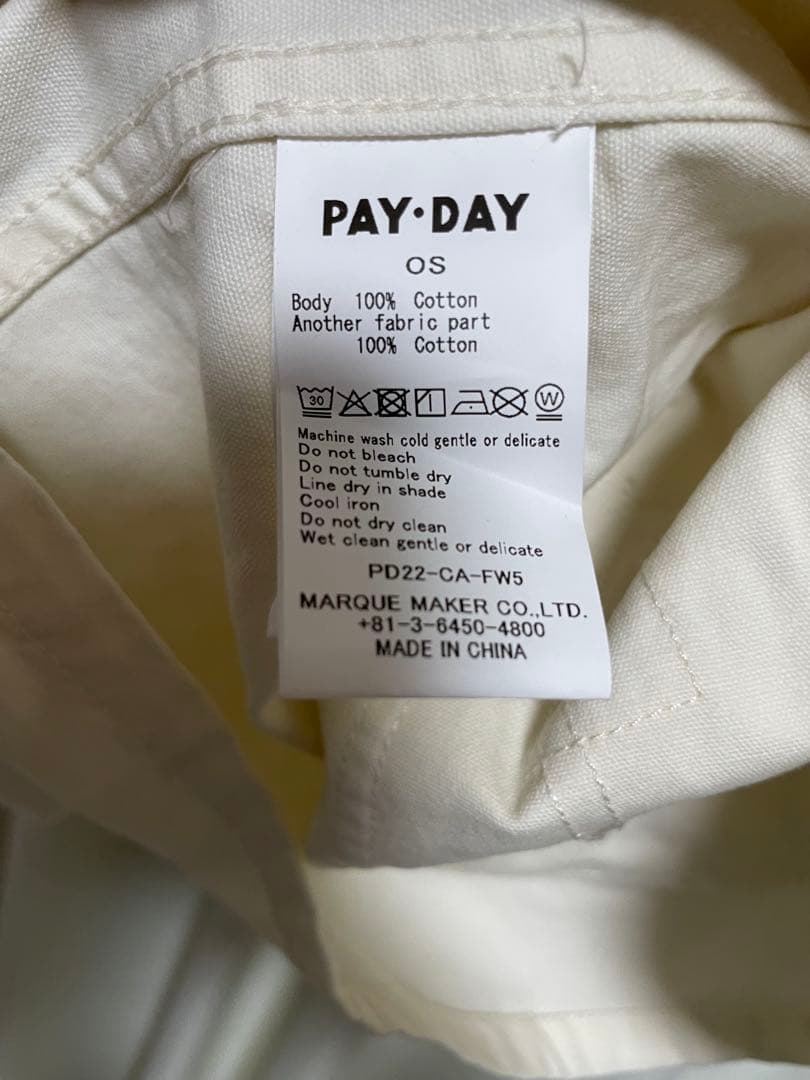 PAY・DAY
OS
Body 100% Cotton
Another fabric part
100% Cotton
30 W
Machine wash cold gentle or delicate
Do not bleach
Do not tumble dry
Line dry in shade
Cool iron
Do not dry clean
Wet clean gentle or delicate
PD22-CA-FW5
MARQUE MAKER CO.,LTD.
+81-3-6450-4800
MADE IN CHINA